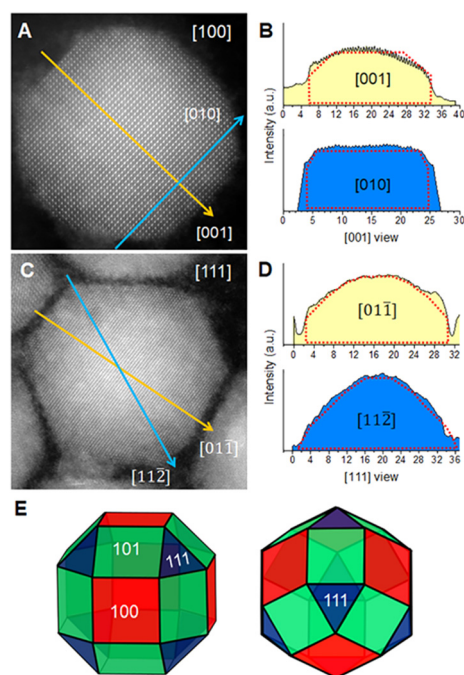 A
[100]
[010]
[001]
B
[001]
0 4 8 12 16 20 24 28 32 36 40
[010]
0 5 10 15 20 25 30
[001] view
Intensity (a.u.)
C
[111]
[011̄]
[112̄]
D
[011̄]
0 4 8 12 16 20 24 28 32
[112̄]
0 4 8 12 16 20 24 28 32 36
[111] view
Intensity (a.u.)
E
101
111
100
111